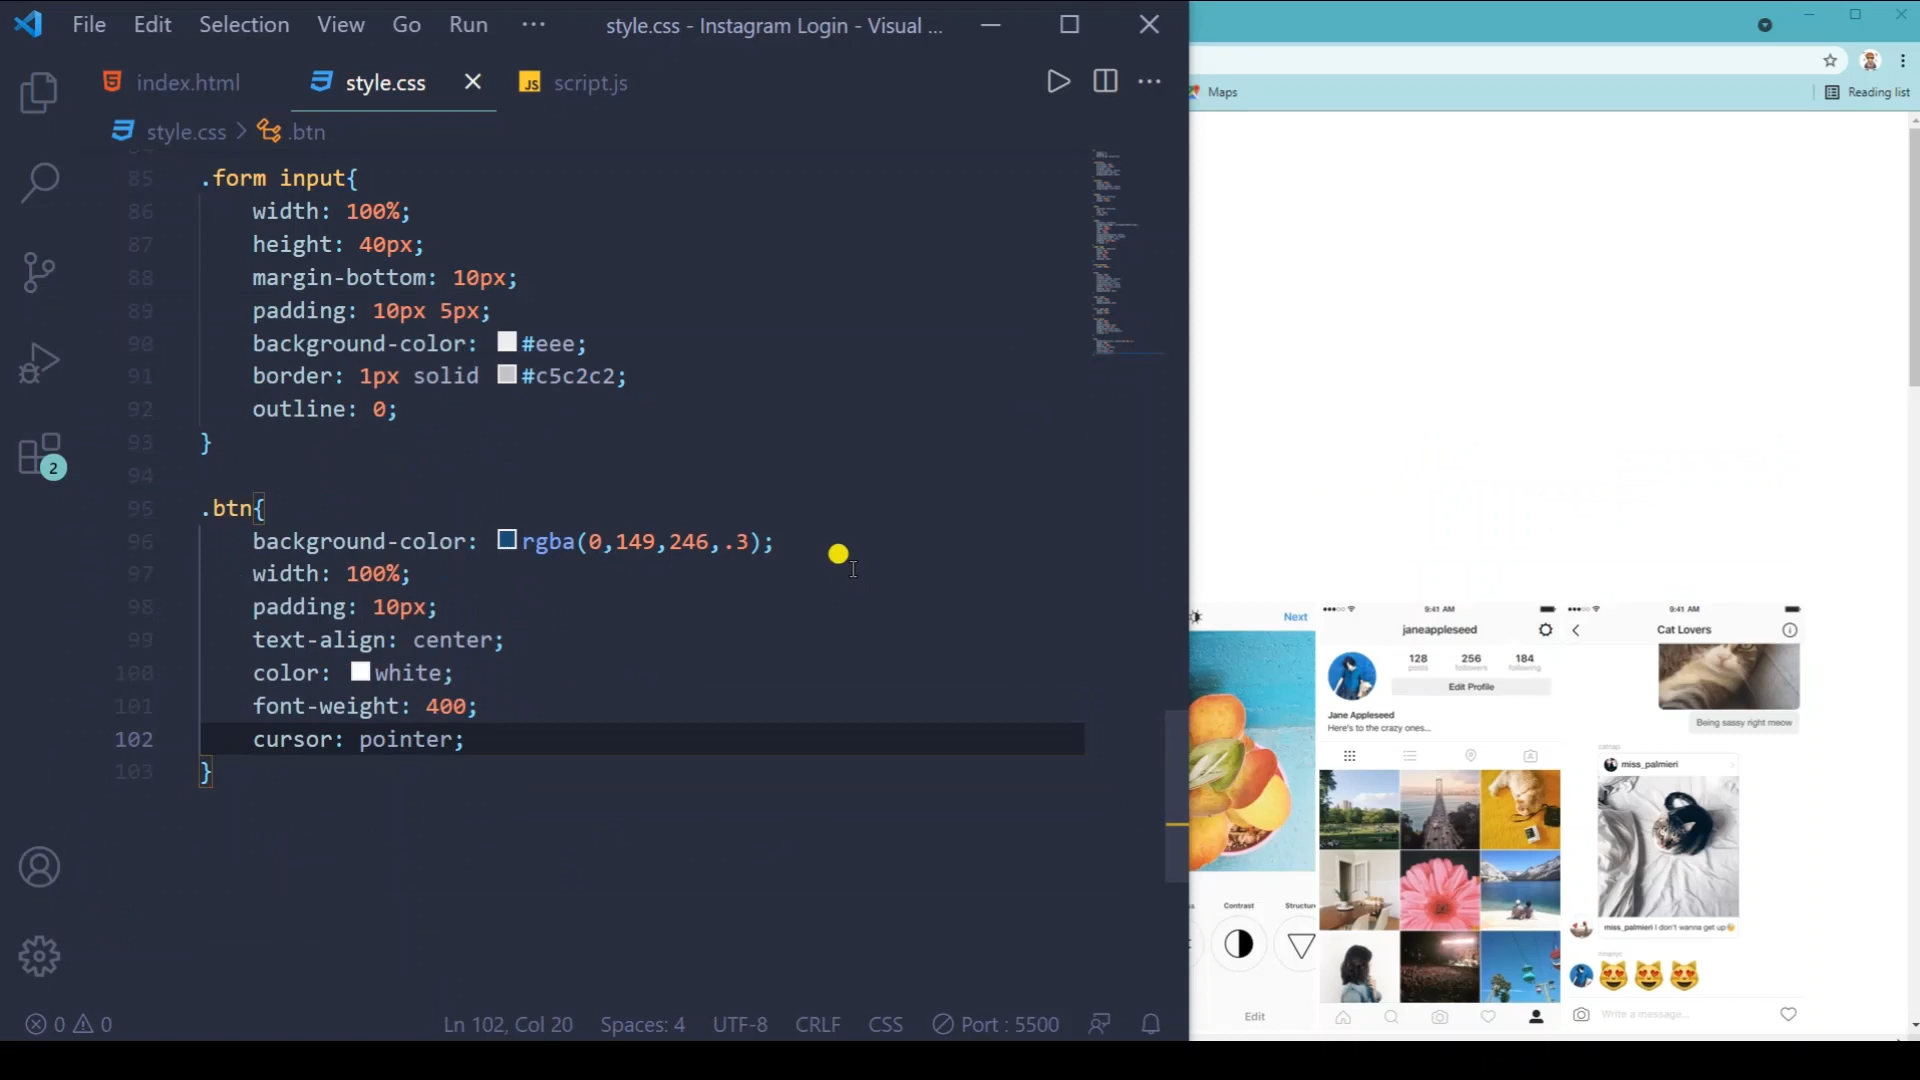 File Edit Selection View Go Run ··· style.css - Instagram Login - Visual ...
index.html style.css JS script.js
style.css > .btn
85 .form input{
86 width: 100%;
87 height: 40px;
88 margin-bottom: 10px;
89 padding: 10px 5px;
90 background-color: #eee;
91 border: 1px solid #c5c2c2;
92 outline: 0;
93 }
94
95 .btn{
96 background-color: rgba(0,149,246,.3);
97 width: 100%;
98 padding: 10px;
99 text-align: center;
100 color: white;
101 font-weight: 400;
102 cursor: pointer;
103 }
2
0 0 Ln 102, Col 20 Spaces: 4 UTF-8 CRLF CSS Port : 5500
Maps Reading list
Next
Contrast Structure
Edit
9:41 AM
janeappleseed
128 256 184
posts followers following
Edit Profile
Jane Appleseed
Here's to the crazy ones...
9:41 AM
Cat Lovers
Being sassy right meow
miss_palmieri
miss_palmieri I don't wanna get up
Write a message...